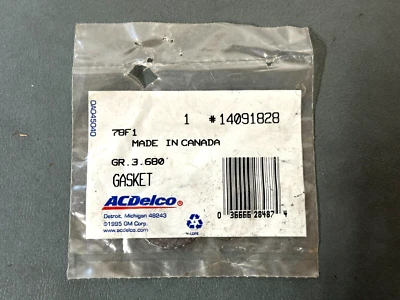 1 #14091828
78F1
MADE IN CANADA
GR.3.680
GASKET
ACDelco
Detroit, Michigan 48243
©1995 GM Corp.
www.acdelco.com
0 36666 28487 4
OAO4504D